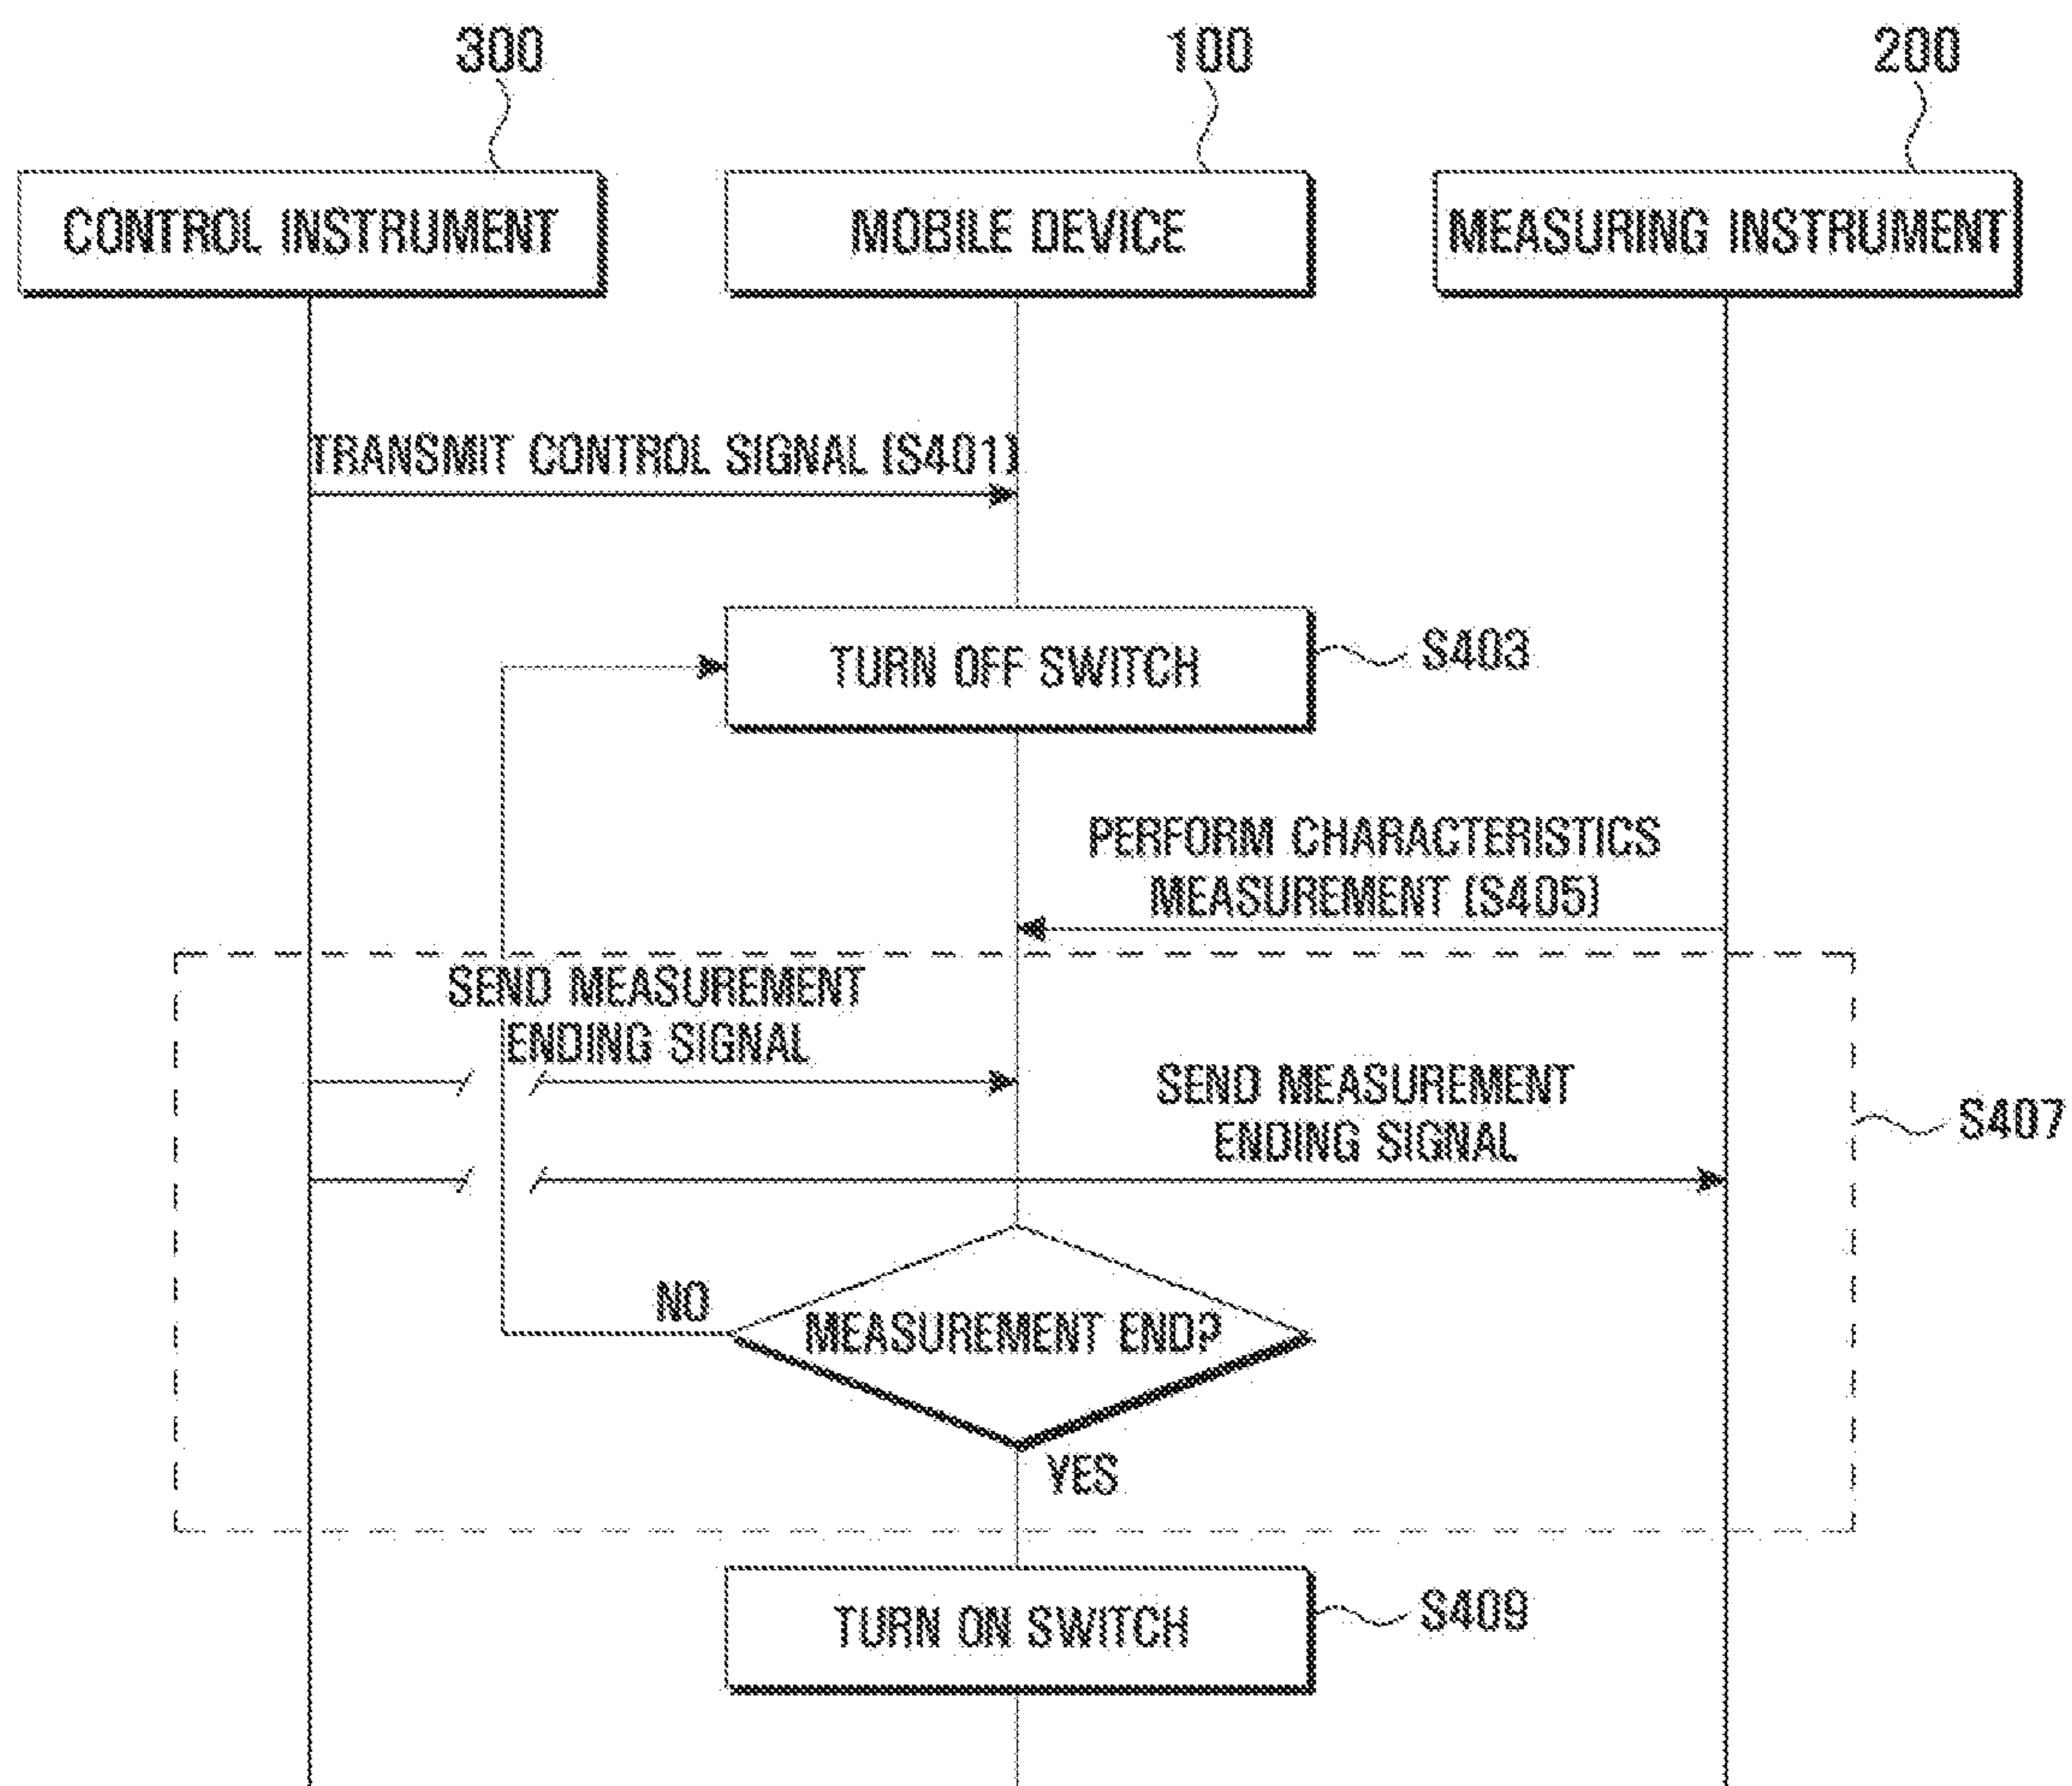 300
100
200
CONTROL INSTRUMENT
MOBILE DEVICE
MEASURING INSTRUMENT
TRANSMIT CONTROL SIGNAL (S401)
TURN OFF SWITCH
S403
PERFORM CHARACTERISTICS
MEASUREMENT (S405)
SEND MEASUREMENT
ENDING SIGNAL
SEND MEASUREMENT
ENDING SIGNAL
S407
NO
MEASUREMENT END?
YES
TURN ON SWITCH
S409